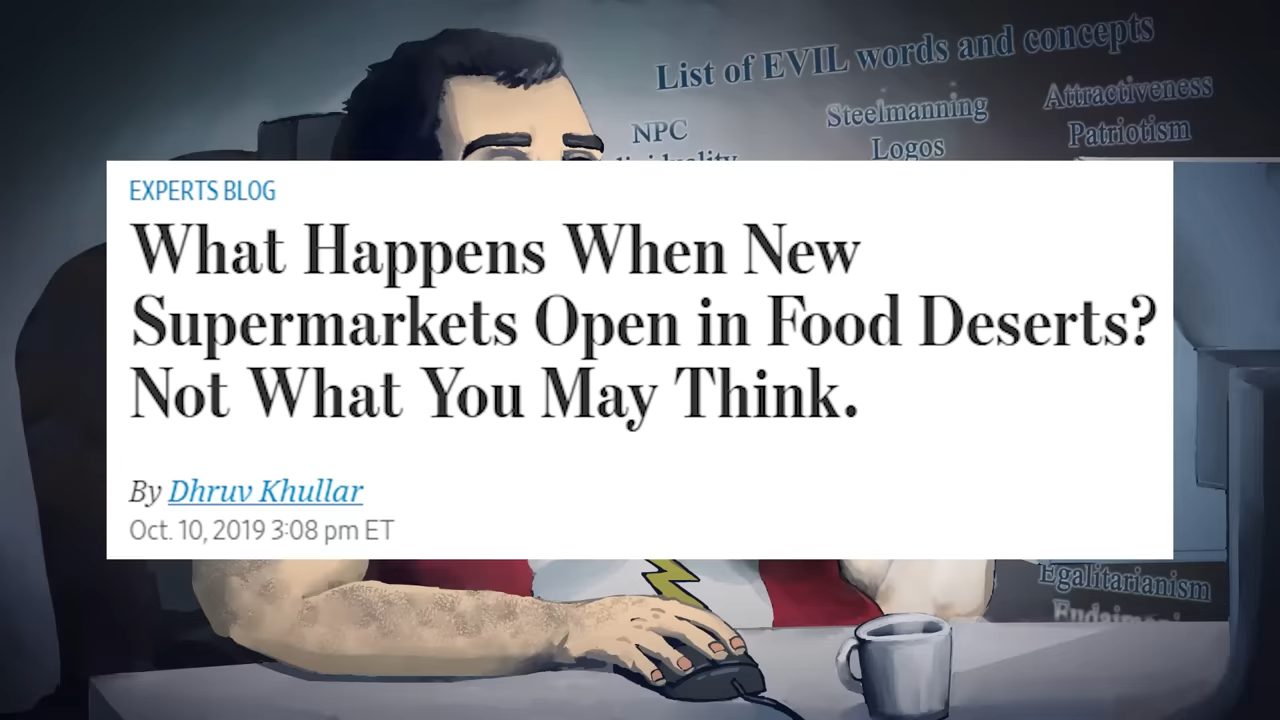 List of EVIL words and concepts
NPC
Steelmanning
Logos
Attractiveness
Patriotism
EXPERTS BLOG
What Happens When New
Supermarkets Open in Food Deserts?
Not What You May Think.
By Dhruv Khullar
Oct. 10, 2019 3:08 pm ET
Egalitarianism